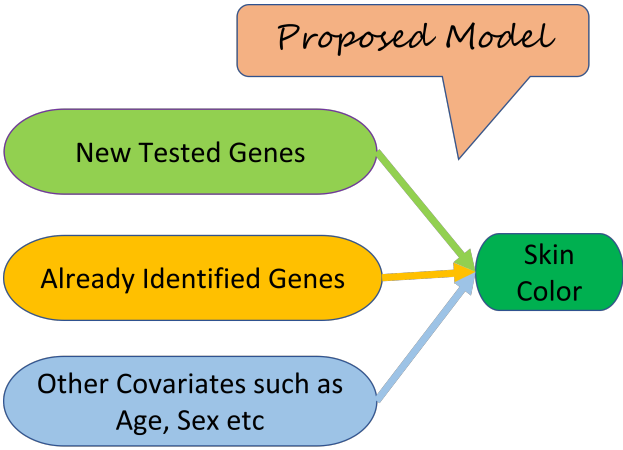 Proposed Model
New Tested Genes
Already Identified Genes
Skin
Color
Other Covariates such as
Age, Sex etc